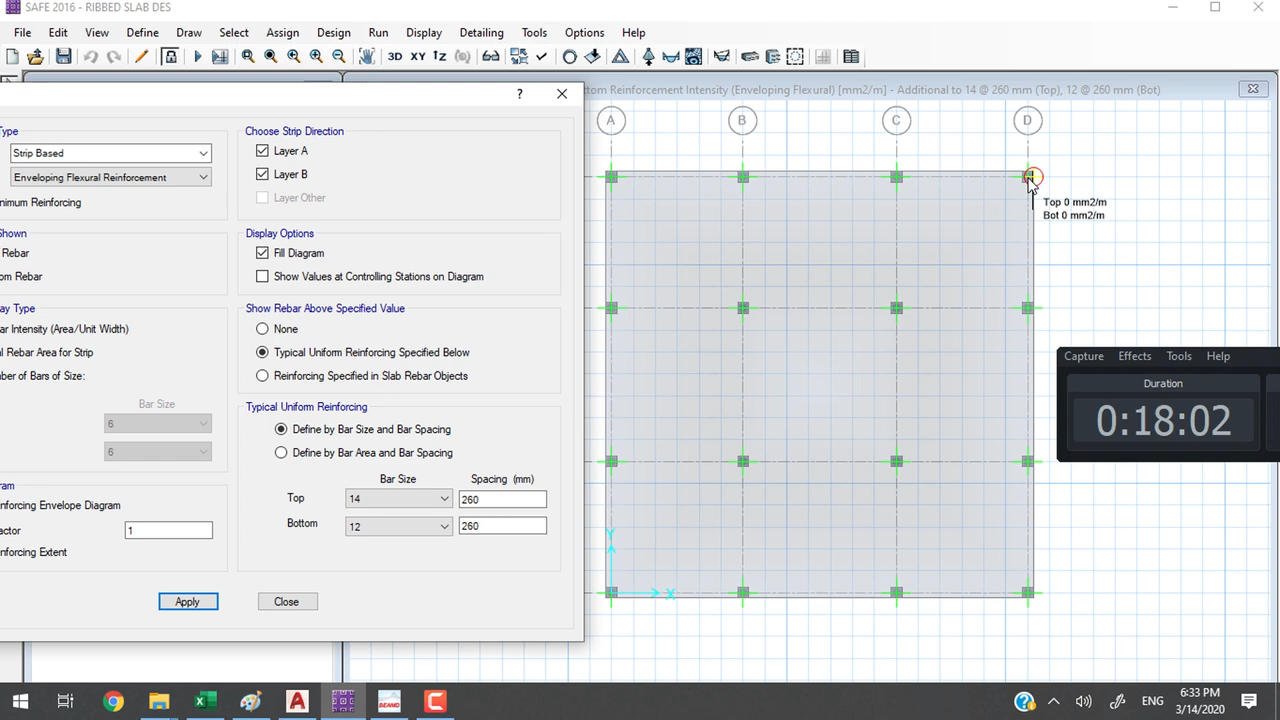 SAFE 2016 - RIBBED SLAB DES
File Edit View Define Draw Select Assign Design Run Display Detailing Tools Options Help
3D XY
ttom Reinforcement Intensity (Enveloping Flexural) [mm2/m] - Additional to 14 @ 260 mm (Top), 12 @ 260 mm (Bot)
?
Type
Strip Based
Enveloping Flexural Reinforcement
nimum Reinforcing
Shown
Rebar
om Rebar
ay Type
ar Intensity (Area/Unit Width)
al Rebar Area for Strip
mber of Bars of Size:
Bar Size
6
6
gram
inforcing Envelope Diagram
actor 1
inforcing Extent
Choose Strip Direction
Layer A
Layer B
Layer Other
Display Options
Fill Diagram
Show Values at Controlling Stations on Diagram
Show Rebar Above Specified Value
None
Typical Uniform Reinforcing Specified Below
Reinforcing Specified in Slab Rebar Objects
Typical Uniform Reinforcing
Define by Bar Size and Bar Spacing
Define by Bar Area and Bar Spacing
Bar Size Spacing (mm)
Top 14 260
Bottom 12 260
Apply Close
A B C D
Top 0 mm2/m
Bot 0 mm2/m
Y
X
Capture Effects Tools Help
Duration
0:18:02
ENG
6:33 PM
3/14/2020